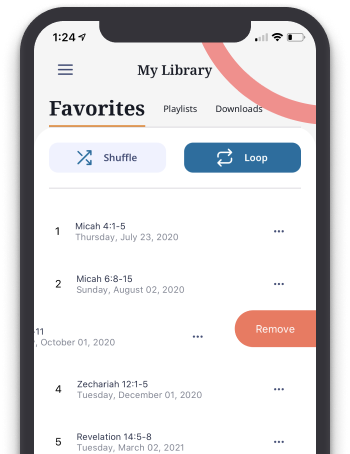 1:24
My Library
Favorites Playlists Downloads
Shuffle Loop
1 Micah 4:1-5
Thursday, July 23, 2020
•••
2 Micah 6:8-15
Sunday, August 02, 2020
•••
-11
, October 01, 2020
•••
Remove
4 Zechariah 12:1-5
Tuesday, December 01, 2020
•••
5 Revelation 14:5-8
Tuesday, March 02, 2021
•••